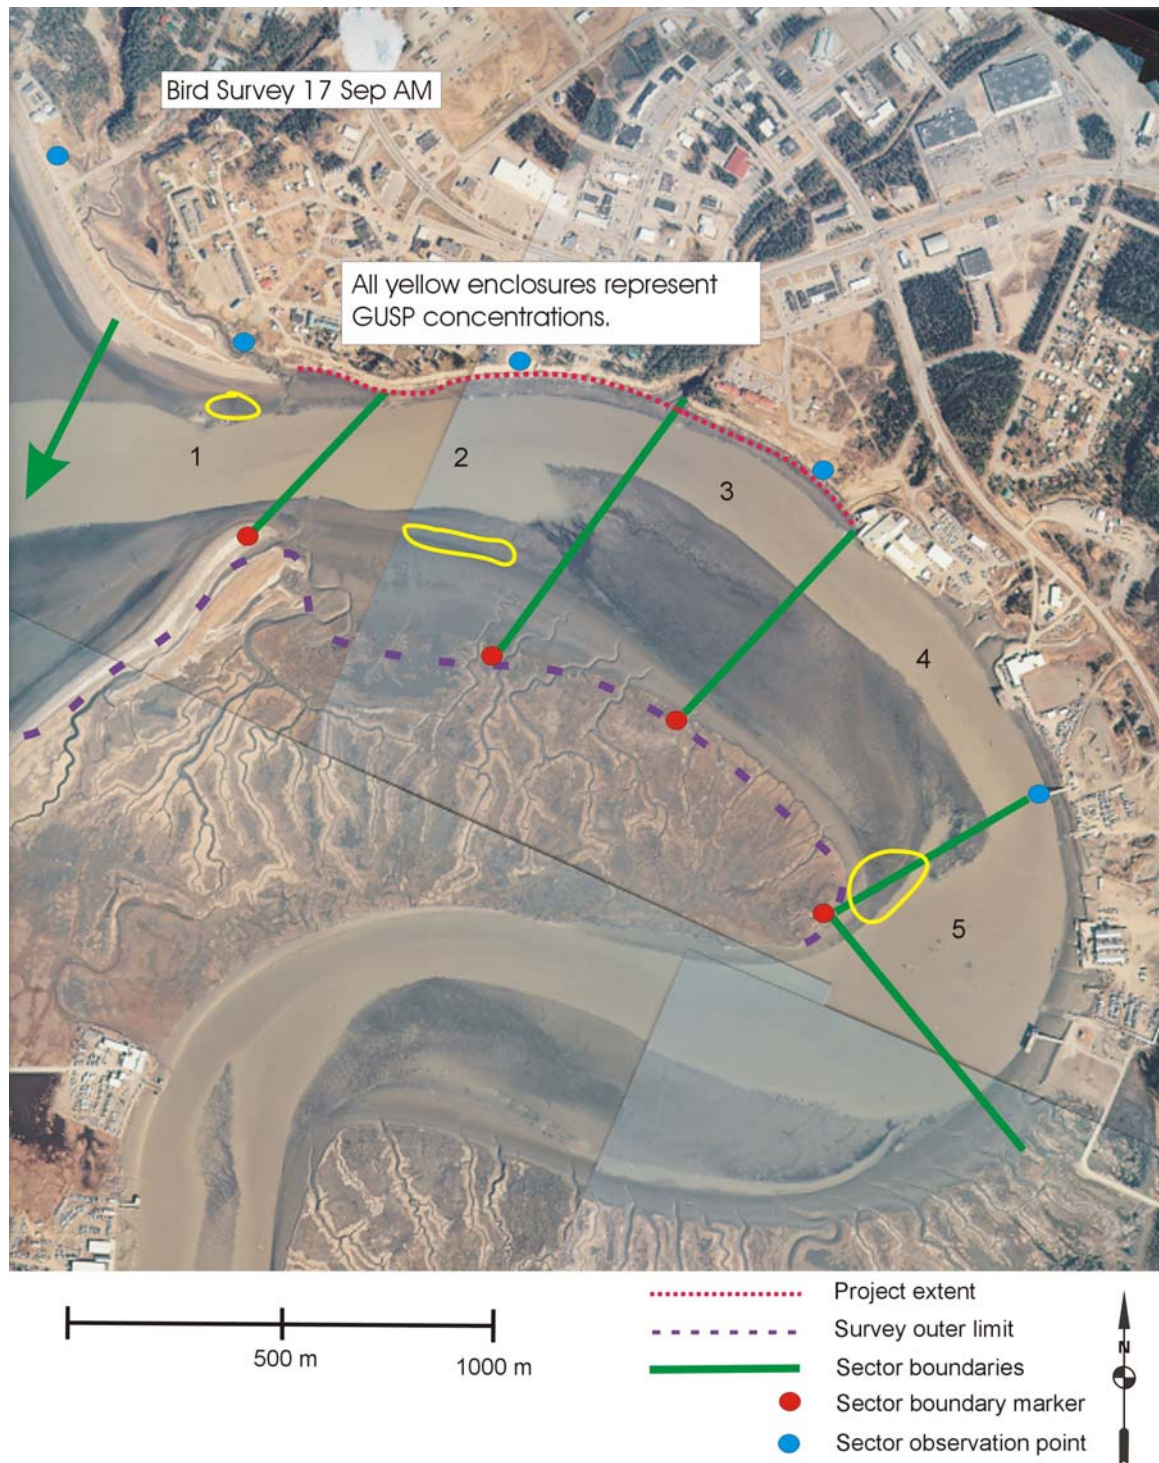 Bird Survey 17 Sep AM
All yellow enclosures represent
GUSP concentrations.
1
2
3
4
5
500 m
1000 m
Project extent
Survey outer limit
Sector boundaries
Sector boundary marker
Sector observation point
N